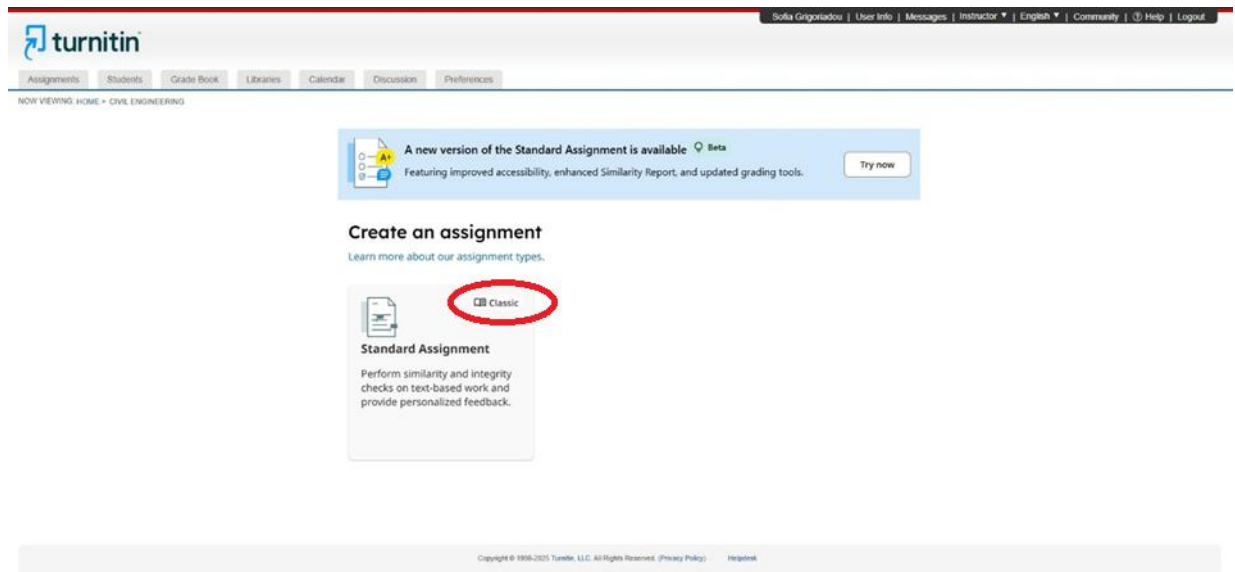 Sofia Grigoriadou | User Info | Messages | Instructor ▼ | English ▼ | Community | ? Help | Logout
turnitin
Assignments Students Grade Book Libraries Calendar Discussion Preferences
NOW VIEWING: HOME > CIVIL ENGINEERING
A new version of the Standard Assignment is available Beta
Featuring improved accessibility, enhanced Similarity Report, and updated grading tools.
Try now
Create an assignment
Learn more about our assignment types.
Classic
Standard Assignment
Perform similarity and integrity
checks on text-based work and
provide personalized feedback.
Copyright © 1998-2025 Turnitin, LLC. All Rights Reserved. (Privacy Policy) Helpdesk